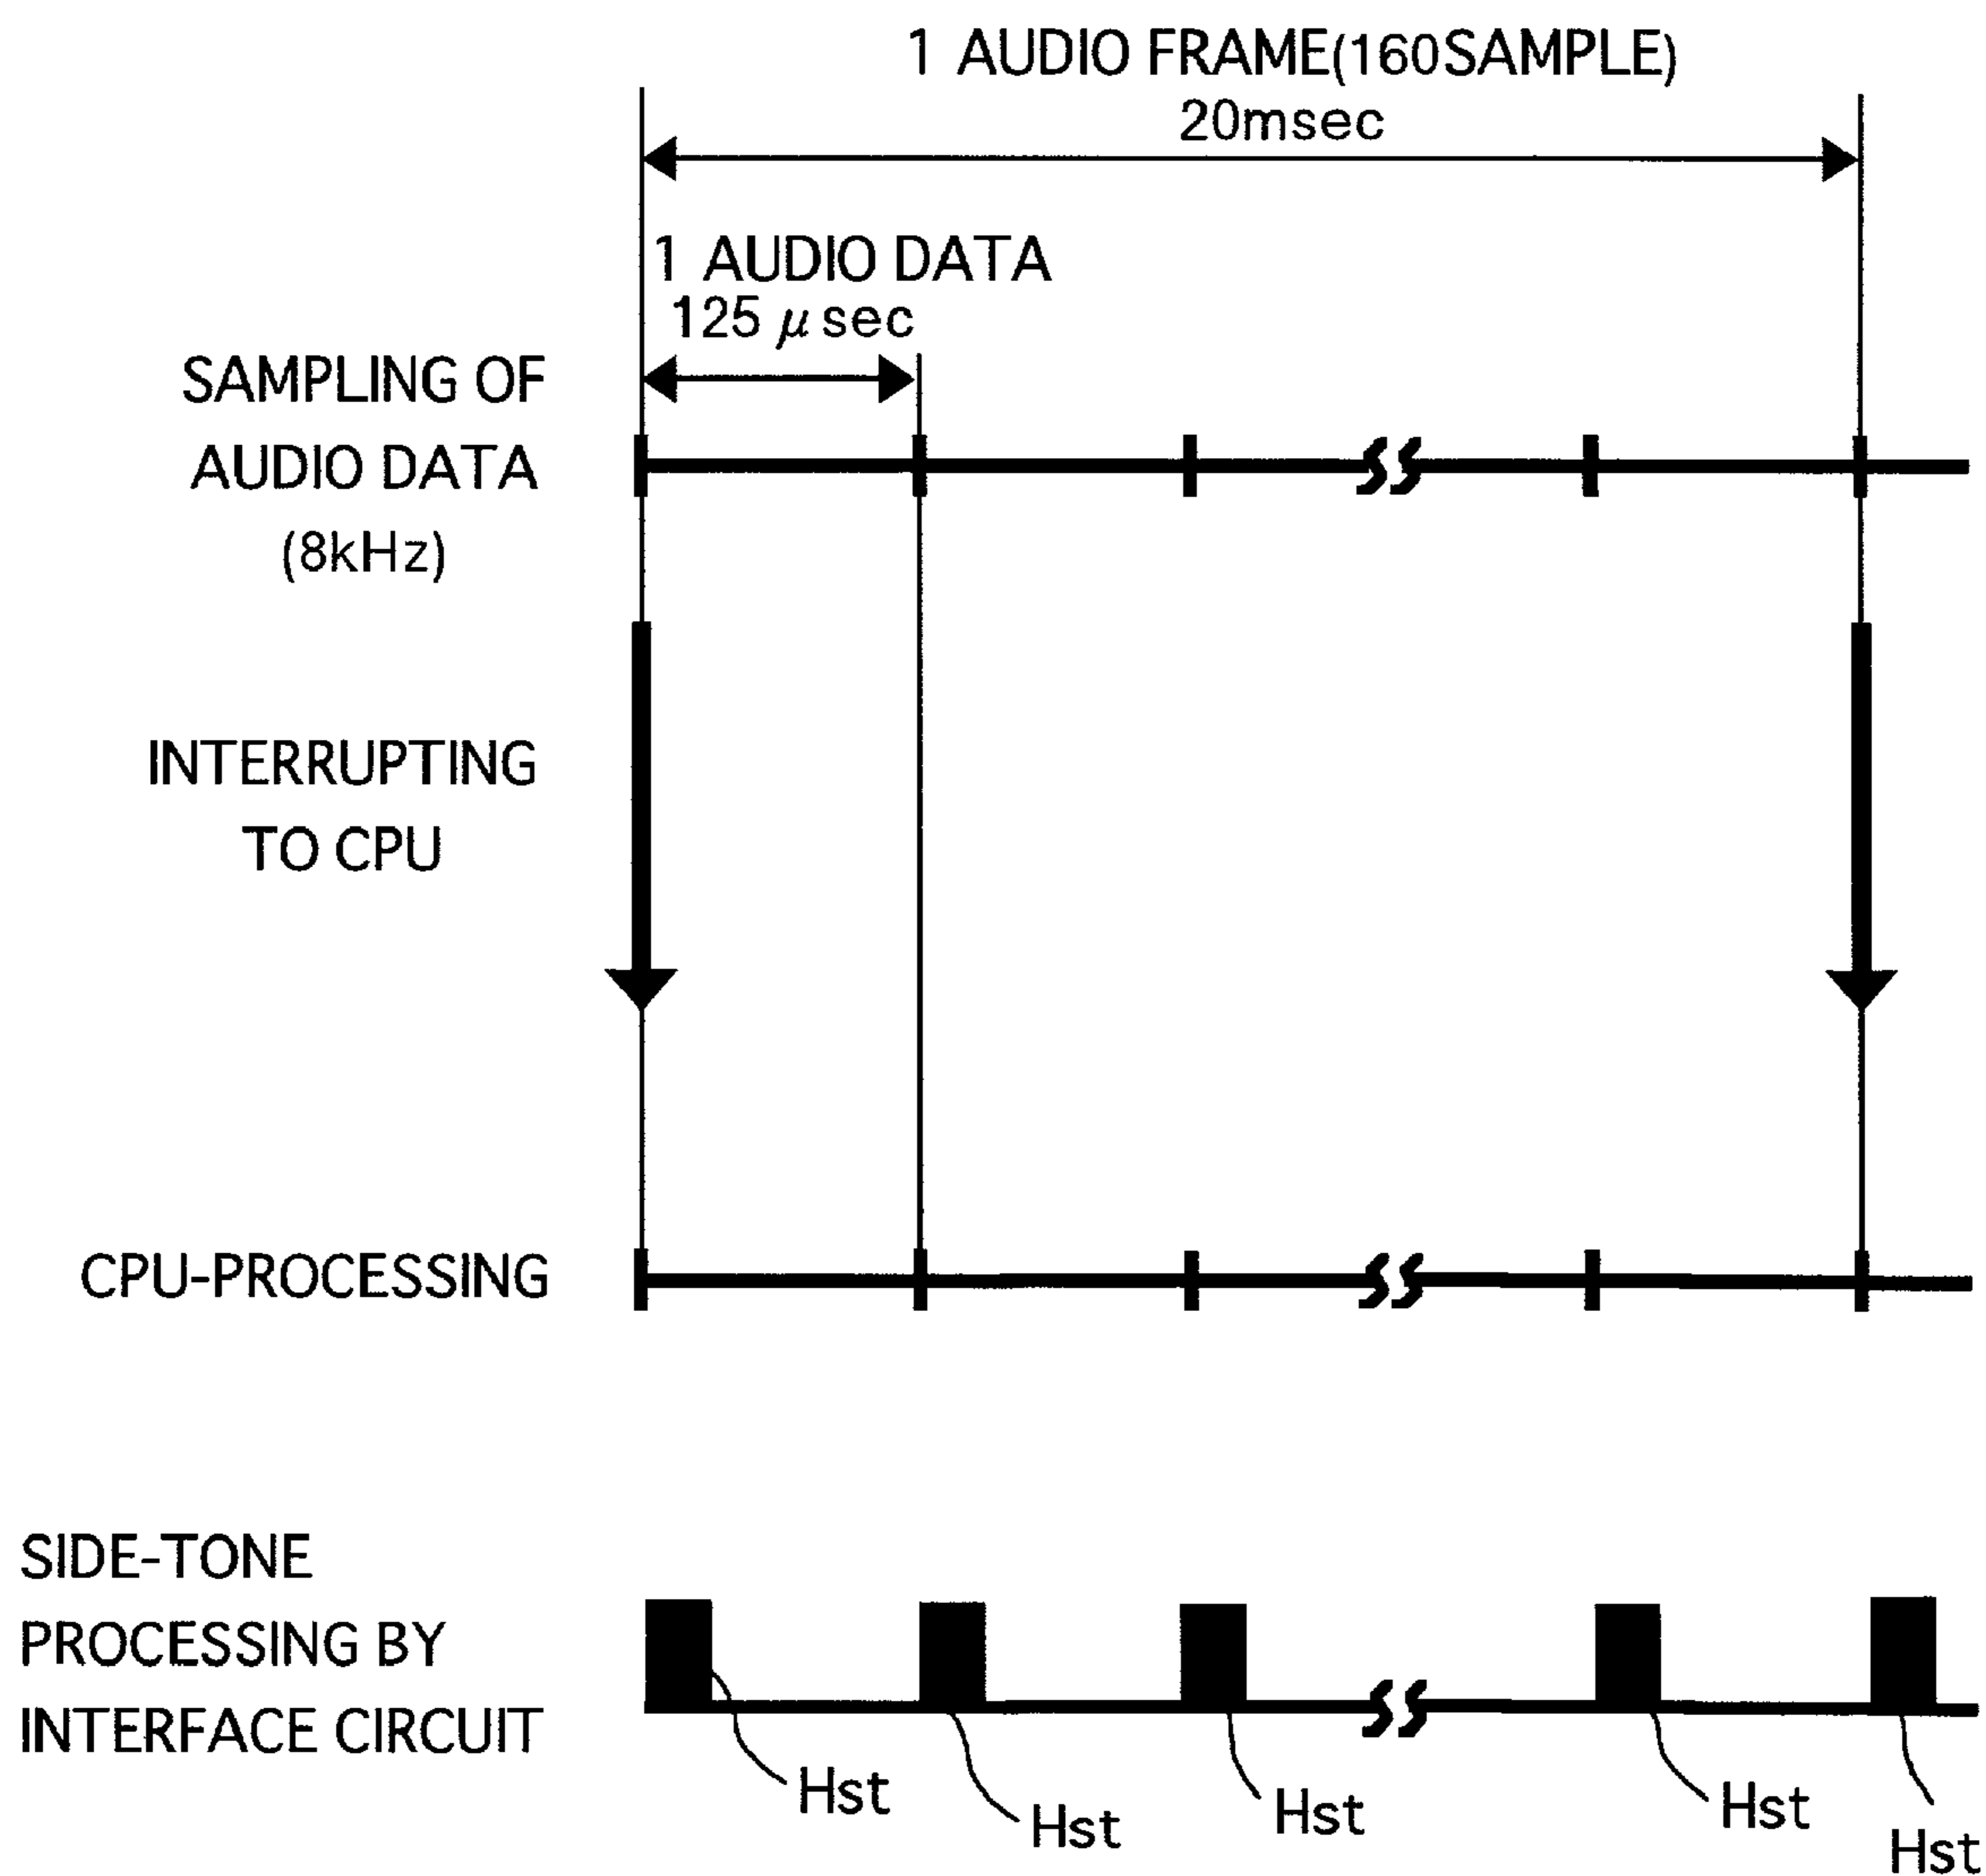 1 AUDIO FRAME(160SAMPLE)
20msec
1 AUDIO DATA
125 μsec
SAMPLING OF
AUDIO DATA
(8kHz)
INTERRUPTING
TO CPU
CPU-PROCESSING
SIDE-TONE
PROCESSING BY
INTERFACE CIRCUIT
Hst
Hst
Hst
Hst
Hst